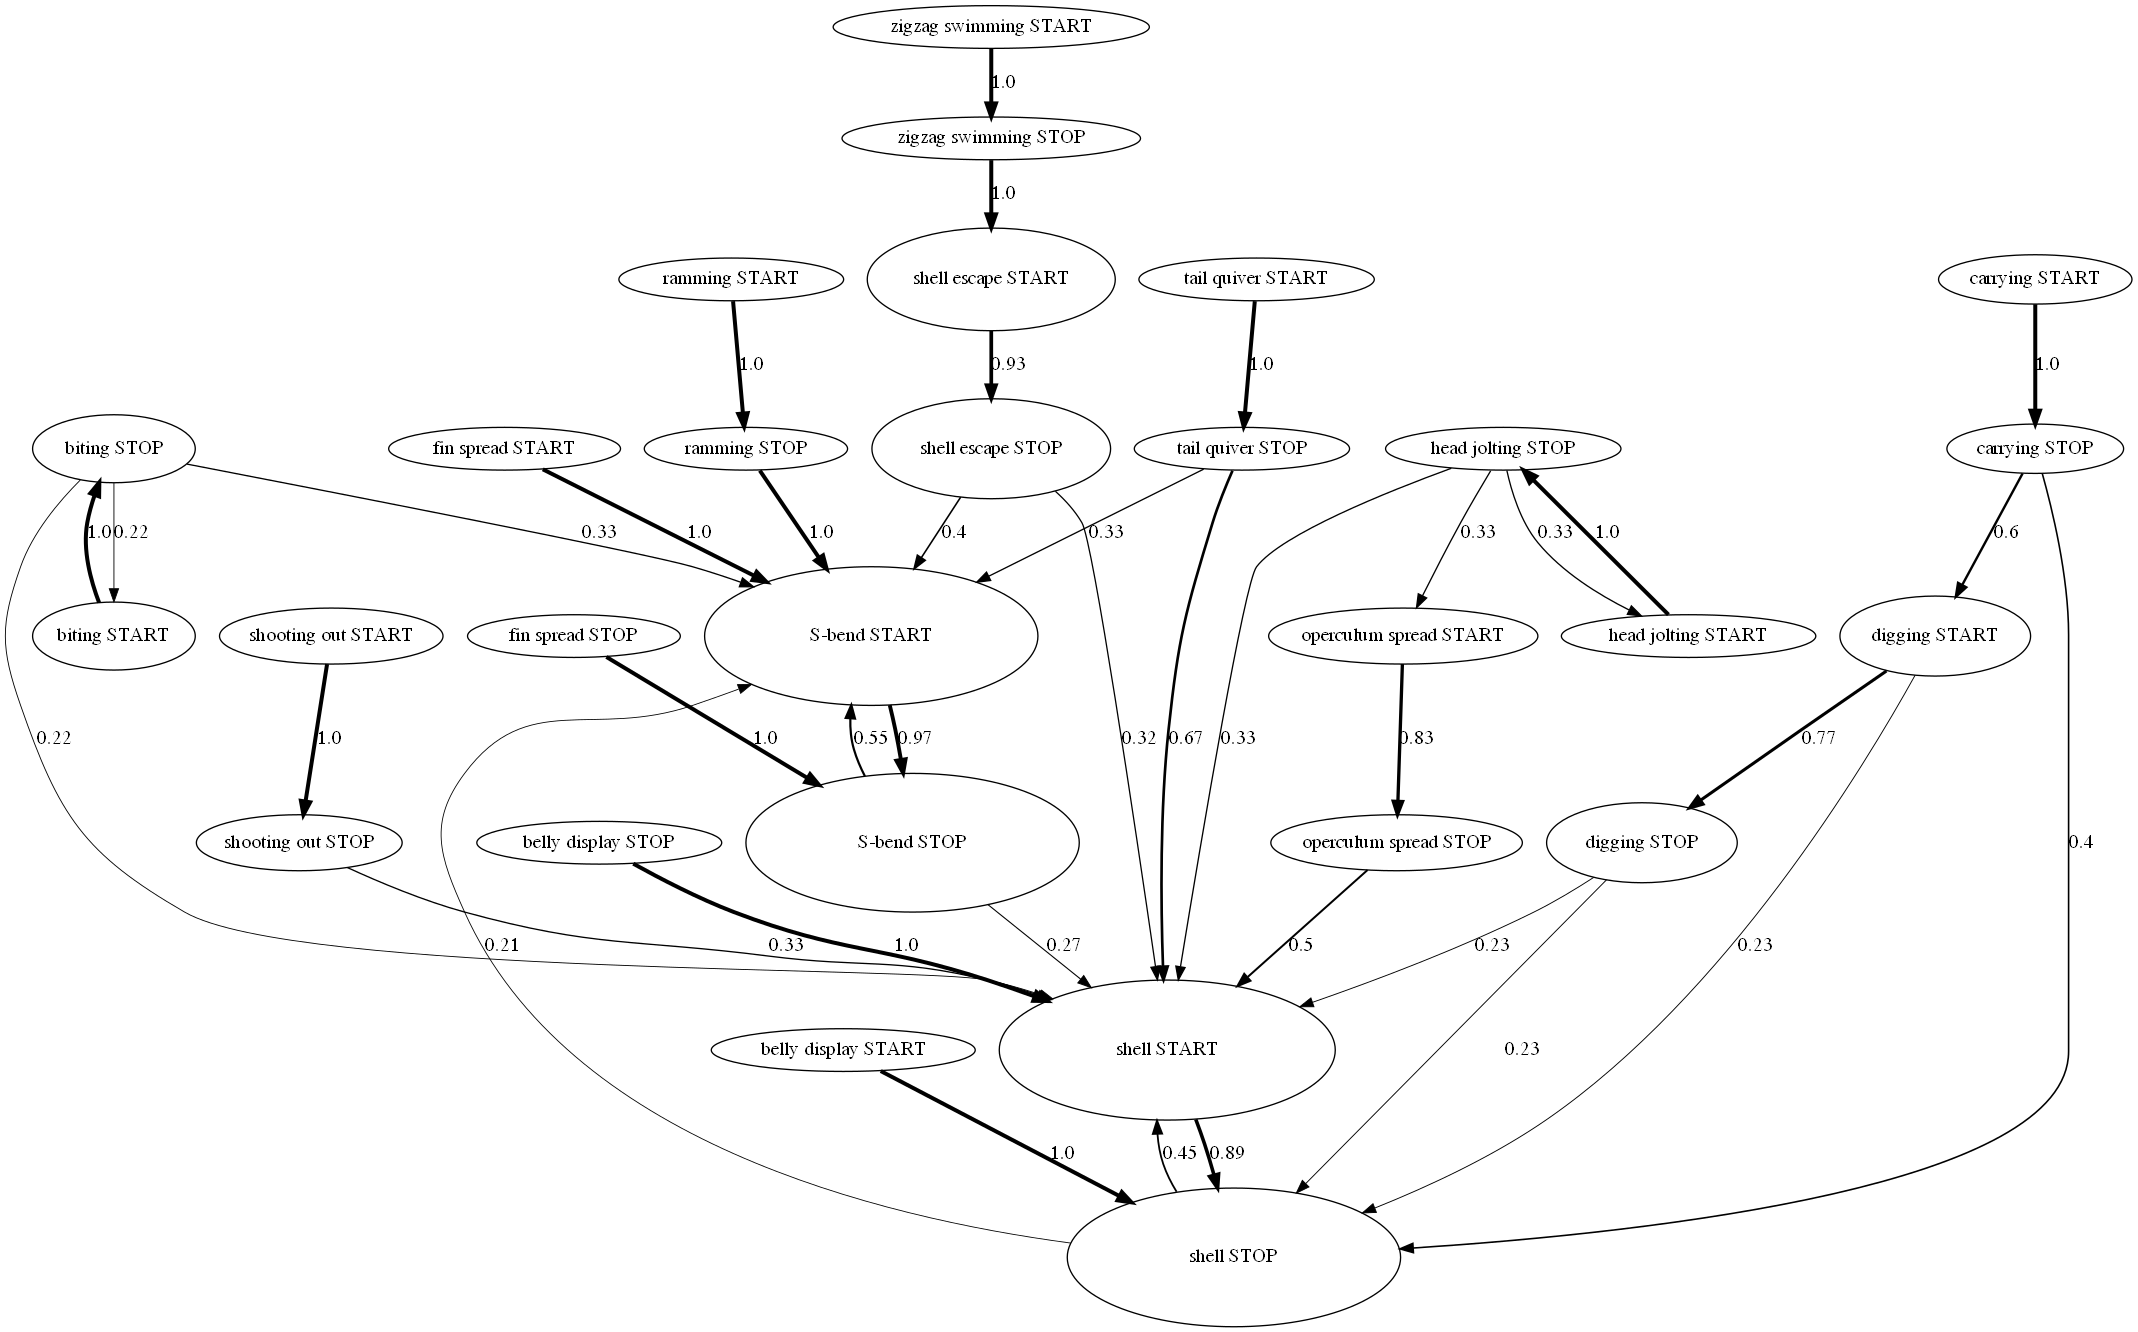 zigzag swimming START
1.0
zigzag swimming STOP
1.0
ramming START
shell escape START
tail quiver START
carrying START
1.0
0.93
1.0
1.0
biting STOP
fin spread START
ramming STOP
shell escape STOP
tail quiver STOP
head jolting STOP
carrying STOP
1.0
0.22
0.33
1.0
1.0
0.4
0.33
0.33
0.33
1.0
0.6
biting START
shooting out START
fin spread STOP
S-bend START
operculum spread START
head jolting START
digging START
0.22
1.0
1.0
0.55
0.97
0.32
0.67
0.33
0.83
0.77
shooting out STOP
belly display STOP
S-bend STOP
operculum spread STOP
digging STOP
0.4
0.21
0.33
1.0
0.27
0.5
0.23
0.23
belly display START
shell START
0.23
1.0
0.45
0.89
shell STOP